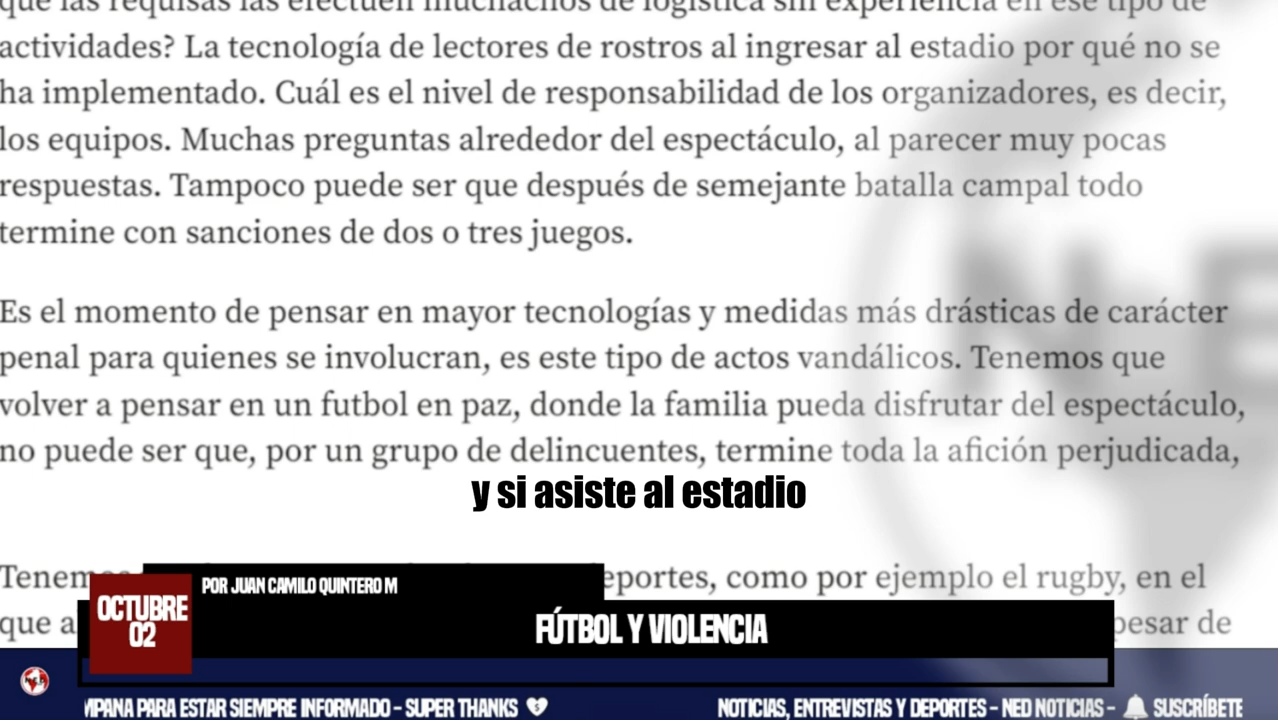 que las requisas las efectúen muchachos de logística sin experiencia en ese tipo de
actividades? La tecnología de lectores de rostros al ingresar al estadio por qué no se
ha implementado. Cuál es el nivel de responsabilidad de los organizadores, es decir,
los equipos. Muchas preguntas alrededor del espectáculo, al parecer muy pocas
respuestas. Tampoco puede ser que después de semejante batalla campal todo
termine con sanciones de dos o tres juegos.
Es el momento de pensar en mayor tecnologías y medidas más drásticas de carácter
penal para quienes se involucran, es este tipo de actos vandálicos. Tenemos que
volver a pensar en un futbol en paz, donde la familia pueda disfrutar del espectáculo,
no puede ser que, por un grupo de delincuentes, termine toda la afición perjudicada,
y si asiste al estadio
Tenem eportes, como por ejemplo el rugby, en el
que a pesar de
POR JUAN CAMILO QUINTERO M
OCTUBRE
02
FÚTBOL Y VIOLENCIA
MPANA PARA ESTAR SIEMPRE INFORMADO - SUPER THANKS
NOTICIAS, ENTREVISTAS Y DEPORTES - NED NOTICIAS - SUSCRÍBETE